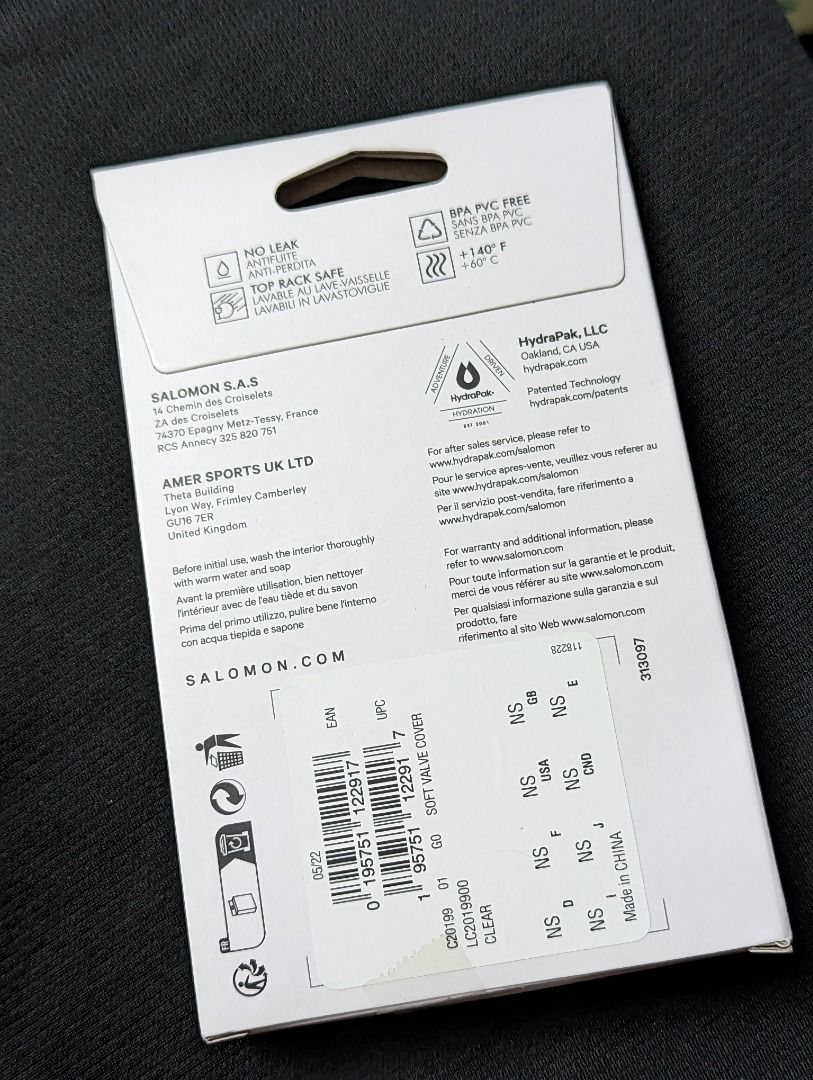 NO LEAK
ANTIFUITE
ANTI-PERDITA
TOP RACK SAFE
LAVABLE AU LAVE-VAISSELLE
LAVABILI IN LAVASTOVIGLIE
BPA PVC FREE
SANS BPA PVC
SENZA BPA PVC
+140° F
+60° C
SALOMON S.A.S
14 Chemin des Croiselets
ZA des Croiselets
74370 Epagny Metz-Tessy, France
RCS Annecy 325 820 751
AMER SPORTS UK LTD
Theta Building
Lyon Way, Frimley Camberley
GU16 7ER
United Kingdom
Before initial use, wash the interior thoroughly
with warm water and soap
Avant la première utilisation, bien nettoyer
l'intérieur avec de l'eau tiède et du savon
Prima del primo utilizzo, pulire bene l'interno
con acqua tiepida e sapone
SALOMON.COM
ADVENTURE
DRIVEN
HydraPak
HYDRATION
EST 2001
HydraPak, LLC
Oakland, CA USA
hydrapak.com
Patented Technology
hydrapak.com/patents
For after sales service, please refer to
www.hydrapak.com/salomon
Pour le service apres-vente, veuillez vous referer au
site www.hydrapak.com/salomon
Per il servizio post-vendita, fare riferimento a
www.hydrapak.com/salomon
For warranty and additional information, please
refer to www.salomon.com
Pour toute information sur la garantie et le produit,
merci de vous référer au site www.salomon.com
Per qualsiasi informazione sulla garanzia e sul
prodotto, fare
riferimento al sito Web www.salomon.com
118228
313097
FR
05/22
EAN
0 195751 122917
UPC
1 95751 12291 7
C20199 01 G0 SOFT VALVE COVER
LC2019900
CLEAR
NS D NS F NS USA NS GB
NS I NS J NS CND NS E
Made in CHINA